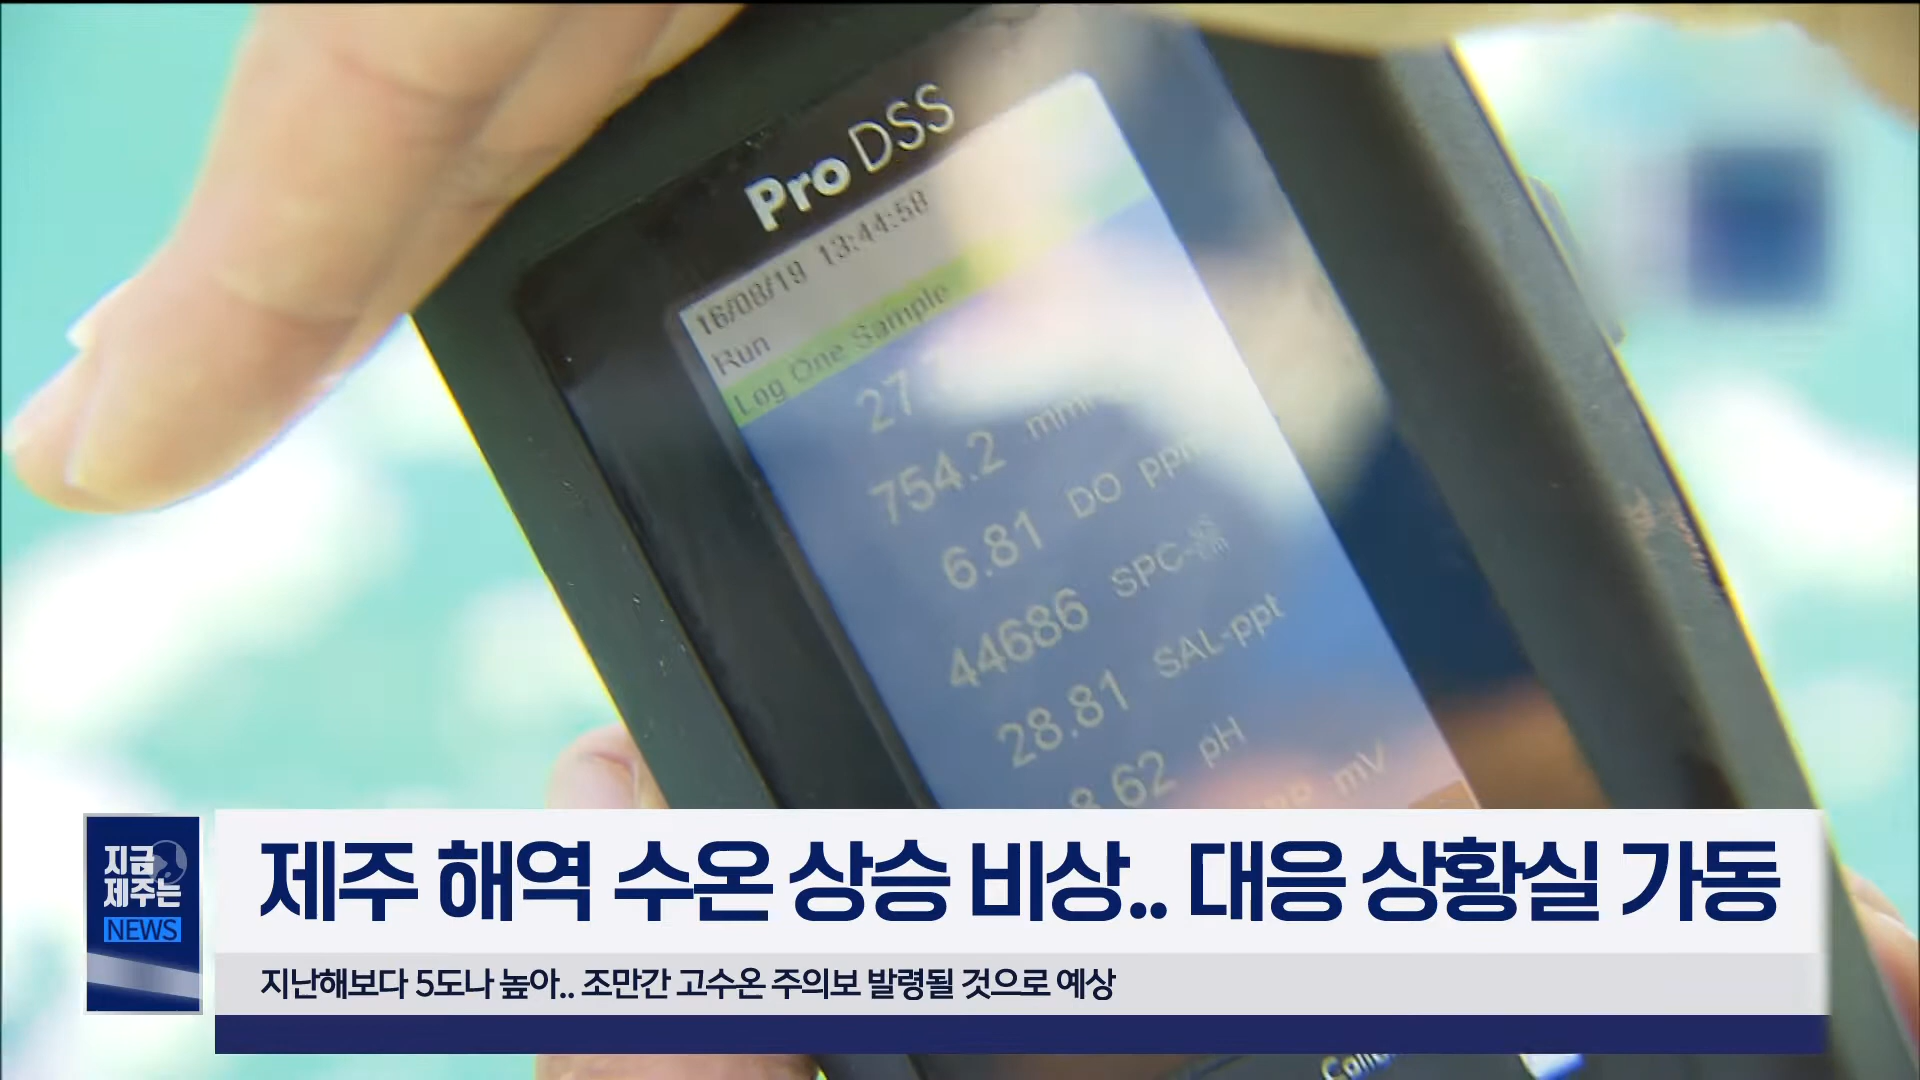 Pro DSS
16/08/19 13:44:58
Run
Log One Sample
27
754.2
6.81 DO
44686
28.81 SAL-ppt
8.62 pH
mV
지금
제주는
NEWS
제주 해역 수온 상승 비상.. 대응 상황실 가동
지난해보다 5도나 높아.. 조만간 고수온 주의보 발령될 것으로 예상